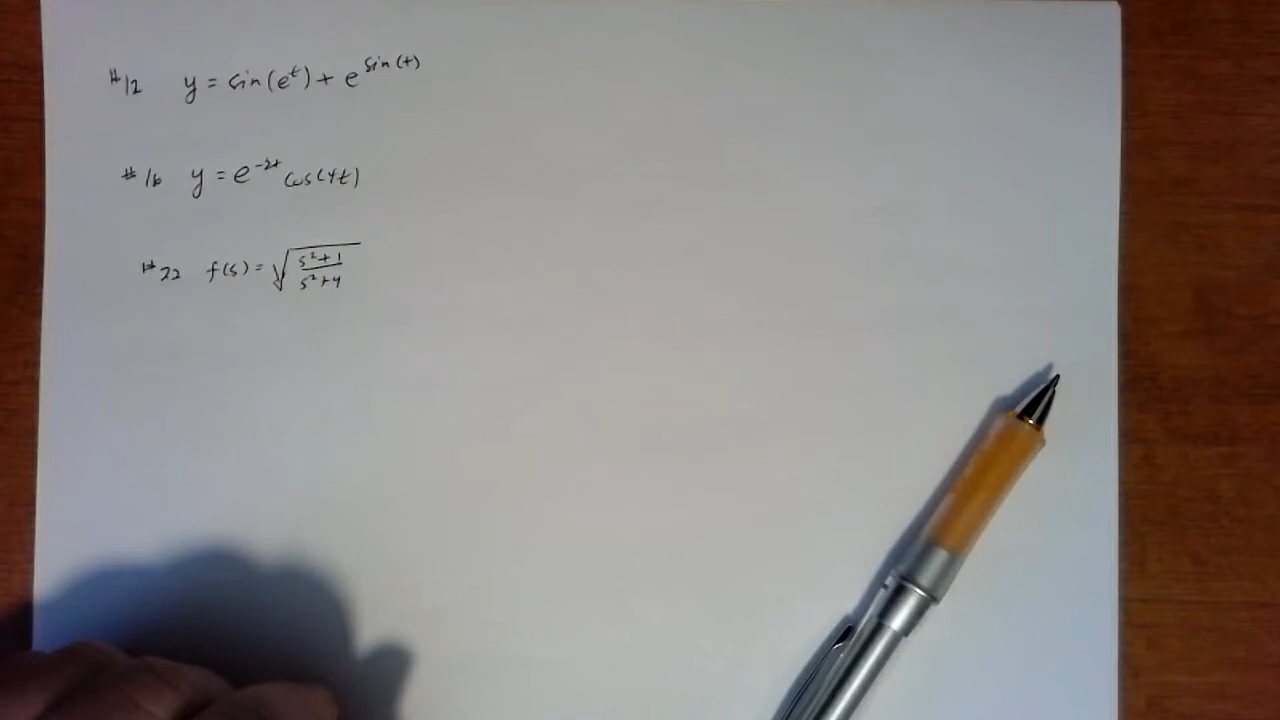 #12 y = sin(e^t) + e^sin(t)
#16 y = e^-2t cos(4t)
#22 f(s) = √((s²+1)/(s²+4))